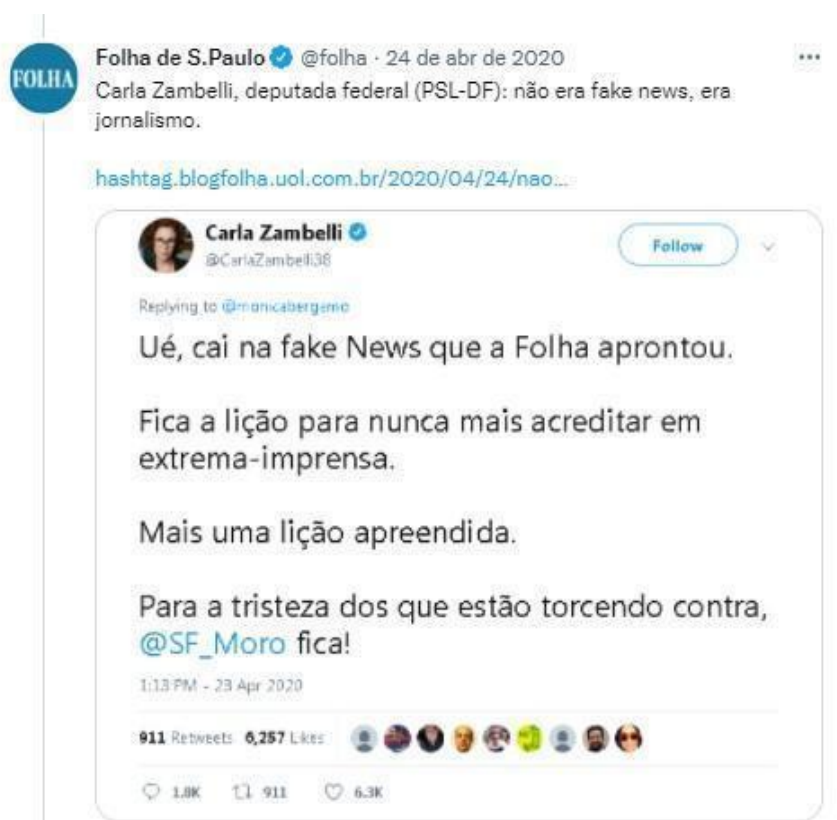 Folha de S.Paulo @folha · 24 de abr de 2020
FOLHA
Carla Zambelli, deputada federal (PSL-DF): não era fake news, era
jornalismo.
hashtag.blogfolha.uol.com.br/2020/04/24/nao...
Carla Zambelli
@CarlaZambelli38
Follow
Replying to @monicabergamo
Ué, cai na fake News que a Folha aprontou.
Fica a lição para nunca mais acreditar em
extrema-imprensa.
Mais uma lição apreendida.
Para a tristeza dos que estão torcendo contra,
@SF_Moro fica!
1:13 PM - 23 Apr 2020
911 Retweets 6,257 Likes
1.8K 911 6.3K